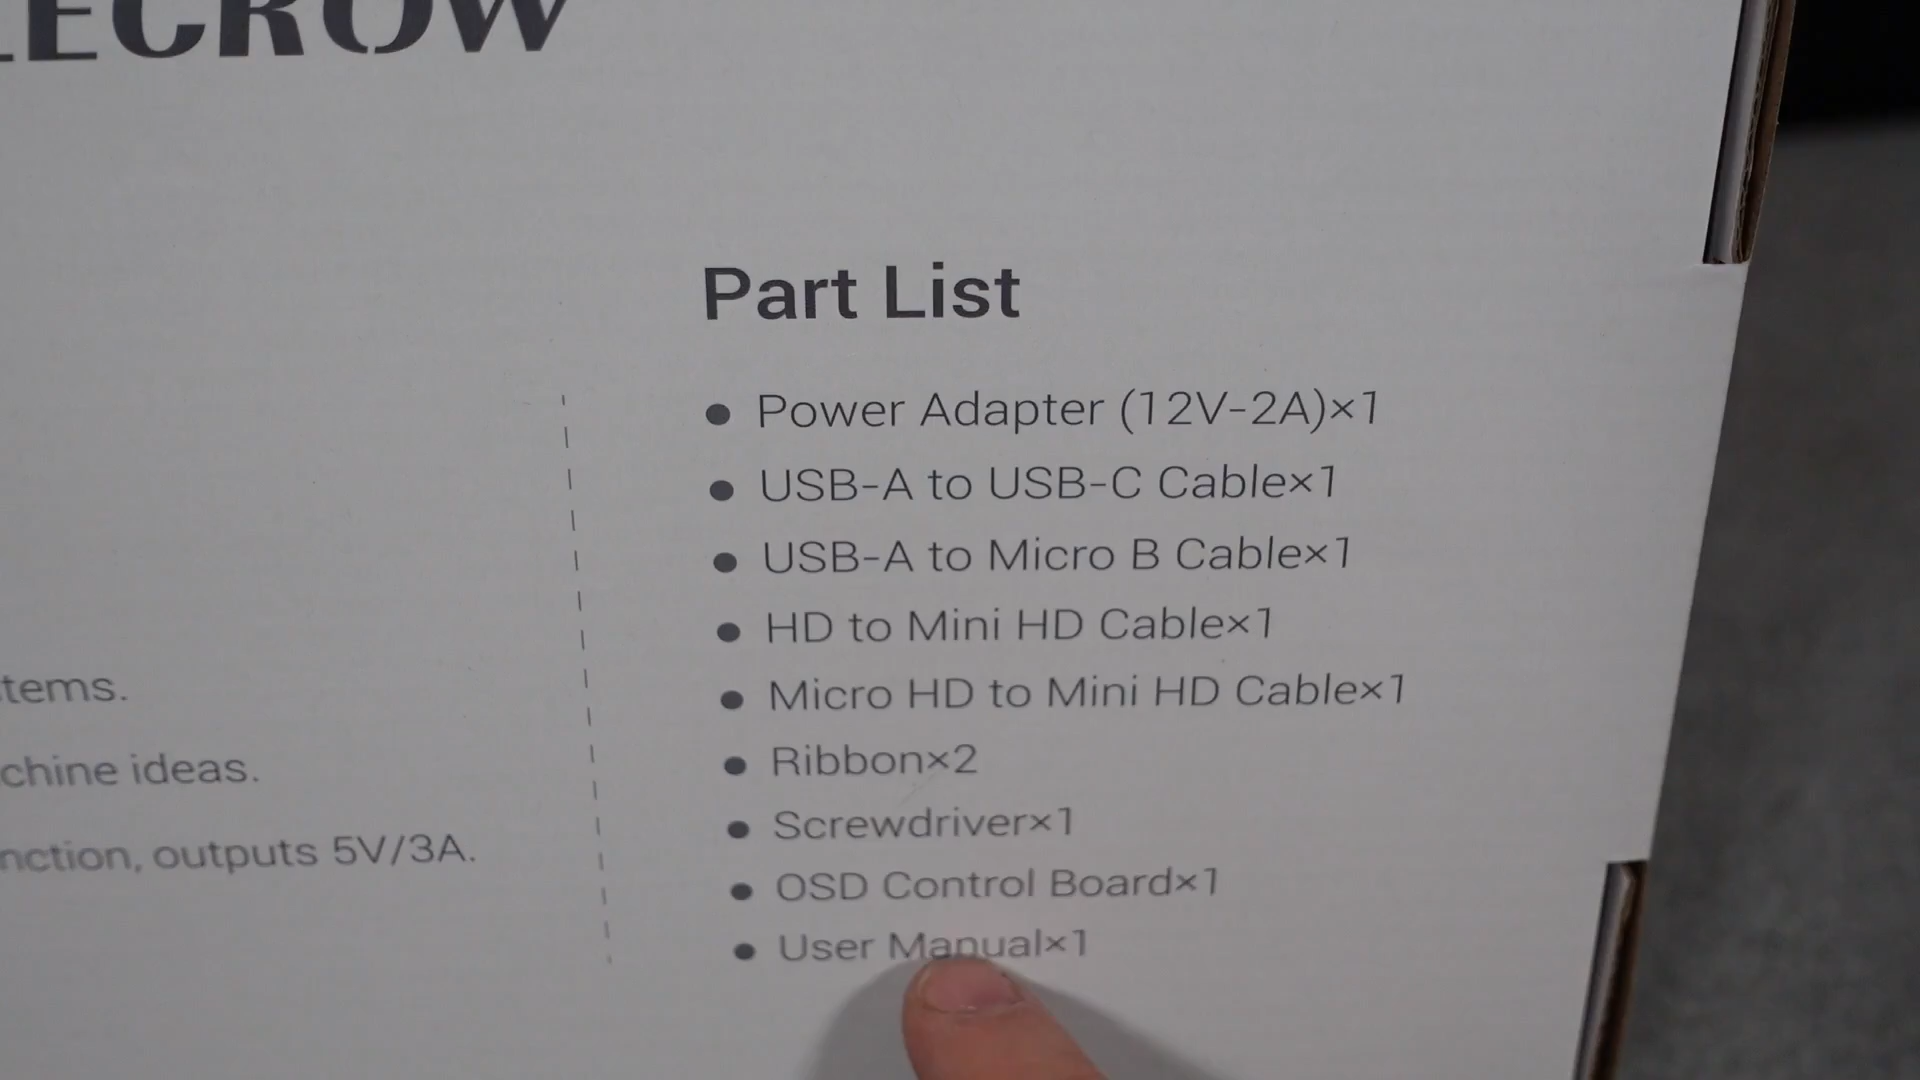 ECROW
Part List
• Power Adapter (12V-2A)×1
• USB-A to USB-C Cable×1
• USB-A to Micro B Cable×1
• HD to Mini HD Cable×1
• Micro HD to Mini HD Cable×1
• Ribbon×2
• Screwdriver×1
• OSD Control Board×1
• User Manual×1
tems.
chine ideas.
nction, outputs 5V/3A.